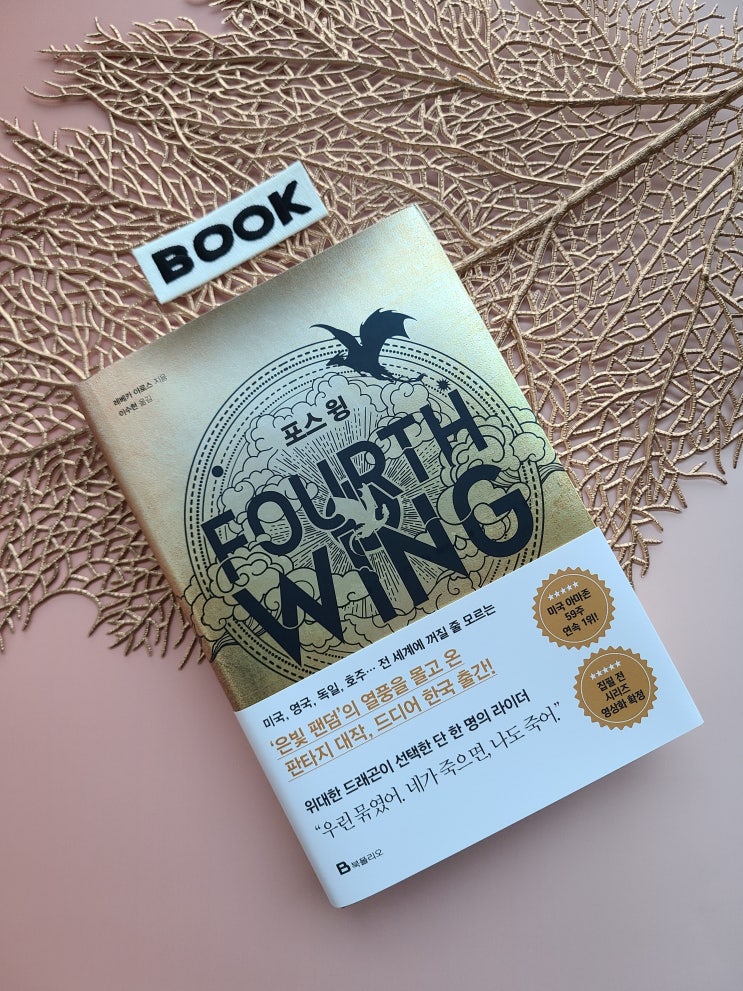 BOOK
레베카 야로스 지음
이수현 옮김
포스 윙
FOURTH
WING
미국, 영국, 독일, 호주… 전 세계에 꺼질 줄 모르는
‘은빛 팬덤’의 열풍을 몰고 온
판타지 대작, 드디어 한국 출간!
위대한 드래곤이 선택한 단 한 명의 라이더
“우린 묶였어. 네가 죽으면, 나도 죽어.”
B 북폴리오
★★★★★
미국 아마존
59주
연속 1위!
★★★★★
집필 전
시리즈
영상화 확정